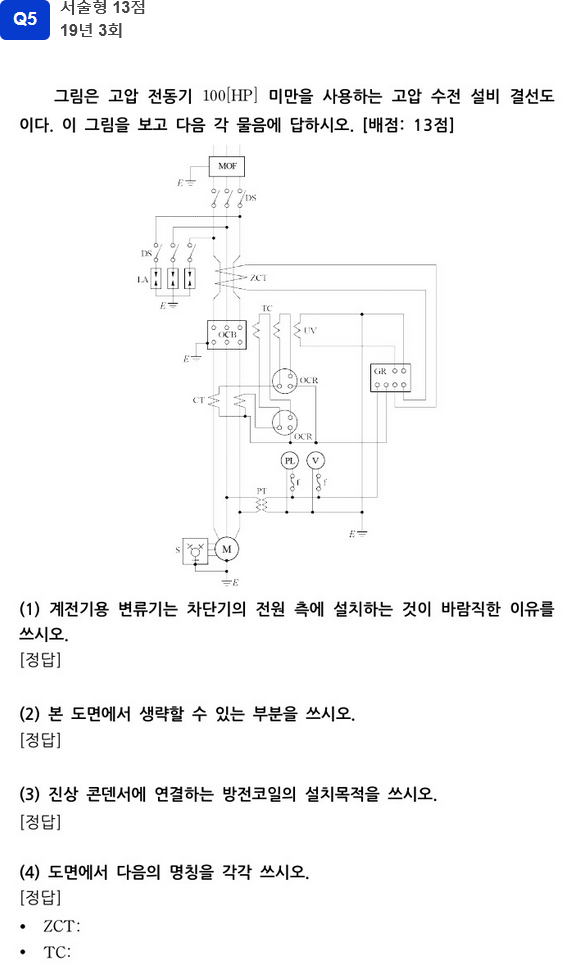 Q5
서술형 13점
19년 3회
그림은 고압 전동기 100[HP] 미만을 사용하는 고압 수전 설비 결선도
이다. 이 그림을 보고 다음 각 물음에 답하시오. [배점: 13점]
MOF
E
DS
DS
LA
ZCT
E
TC
OCB
UV
E
GR
OCR
CT
OCR
PL
V
f
f
PT
E
S
M
E
(1) 계전기용 변류기는 차단기의 전원 측에 설치하는 것이 바람직한 이유를
쓰시오.
[정답]
(2) 본 도면에서 생략할 수 있는 부분을 쓰시오.
[정답]
(3) 진상 콘덴서에 연결하는 방전코일의 설치목적을 쓰시오.
[정답]
(4) 도면에서 다음의 명칭을 각각 쓰시오.
[정답]
• ZCT:
• TC: